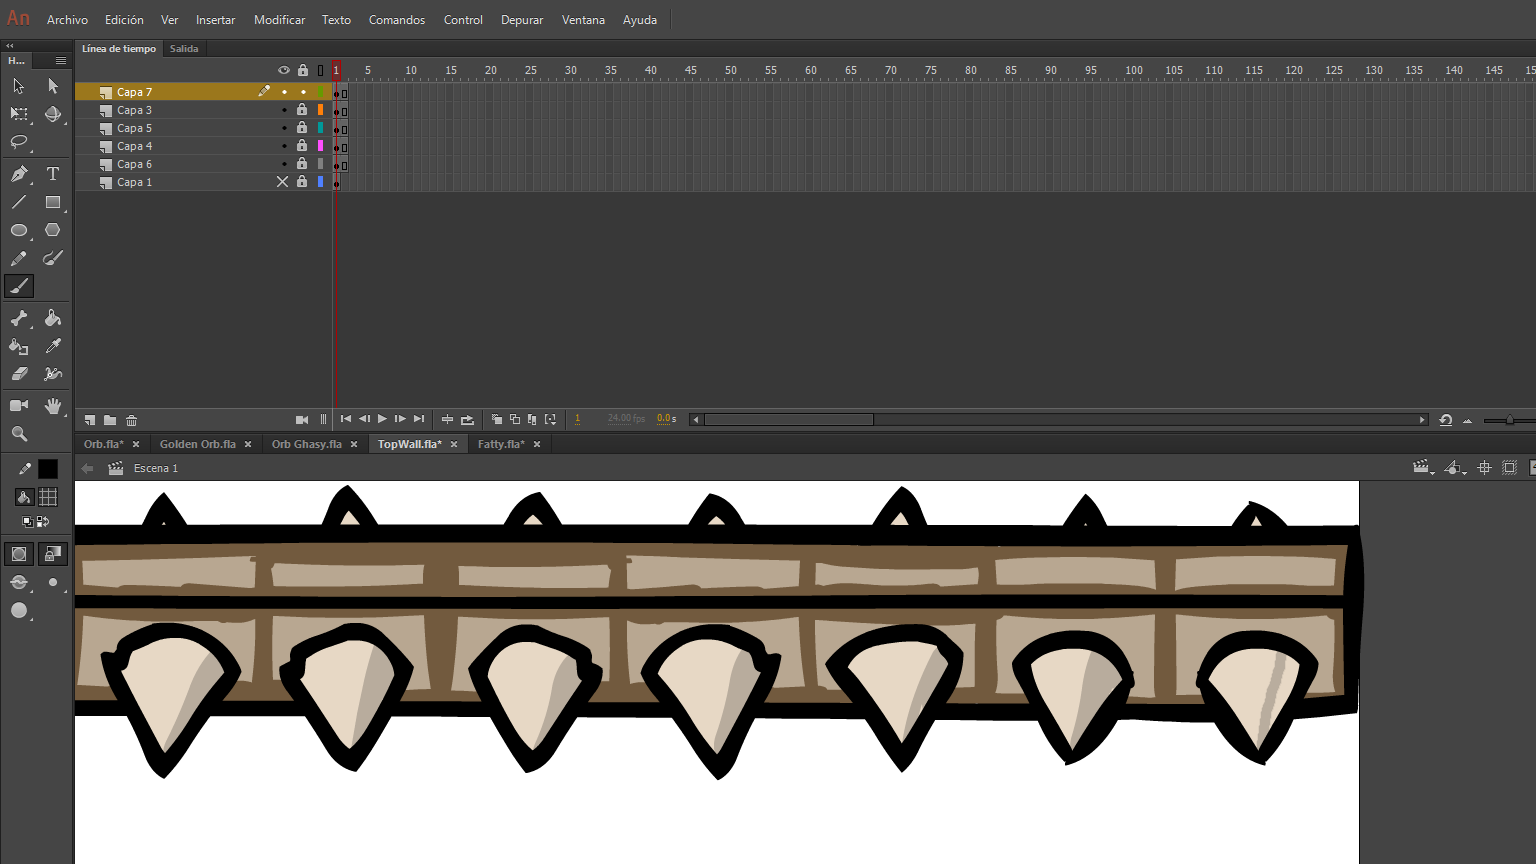 An Archivo Edición Ver Insertar Modificar Texto Comandos Control Depurar Ventana Ayuda
H... Línea de tiempo Salida
1 5 10 15 20 25 30 35 40 45 50 55 60 65 70 75 80 85 90 95 100 105 110 115 120 125 130 135 140 145
Capa 7
Capa 3
Capa 5
Capa 4
Capa 6
Capa 1
1 24.00 fps 0.0 s
Orb.fla* Golden Orb.fla Orb Ghasy.fla TopWall.fla* Fatty.fla*
Escena 1